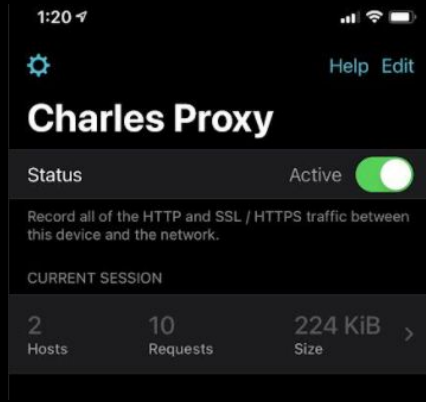 1:20
Help Edit
Charles Proxy
Status Active
Record all of the HTTP and SSL / HTTPS traffic between
this device and the network.
CURRENT SESSION
2 10 224 KiB
Hosts Requests Size